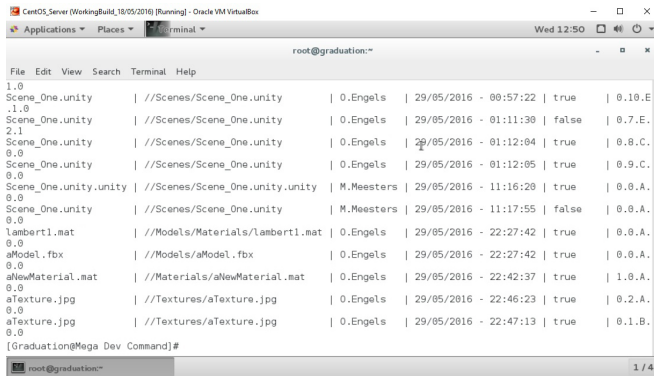 CentOS_Server (WorkingBuild_18/05/2016) [Running] - Oracle VM VirtualBox
Applications Places Terminal Wed 12:50
root@graduation:~
File Edit View Search Terminal Help
1.0
Scene_One.unity | //Scenes/Scene_One.unity | O.Engels | 29/05/2016 - 00:57:22 | true | 0.10.E
.1.0
Scene_One.unity | //Scenes/Scene_One.unity | O.Engels | 29/05/2016 - 01:11:30 | false | 0.7.E.
2.1
Scene_One.unity | //Scenes/Scene_One.unity | O.Engels | 29/05/2016 - 01:12:04 | true | 0.8.C.
0.0
Scene_One.unity | //Scenes/Scene_One.unity | O.Engels | 29/05/2016 - 01:12:05 | true | 0.9.C.
0.0
Scene_One.unity.unity | //Scenes/Scene_One.unity.unity | M.Meesters | 29/05/2016 - 11:16:20 | true | 0.0.A.
0.0
Scene_One.unity | //Scenes/Scene_One.unity | M.Meesters | 29/05/2016 - 11:17:55 | false | 0.0.A.
0.0
lambert1.mat | //Models/Materials/lambert1.mat | O.Engels | 29/05/2016 - 22:27:42 | true | 0.0.A.
0.0
aModel.fbx | //Models/aModel.fbx | O.Engels | 29/05/2016 - 22:27:42 | true | 0.0.A.
0.0
aNewMaterial.mat | //Materials/aNewMaterial.mat | O.Engels | 29/05/2016 - 22:42:37 | true | 1.0.A.
0.0
aTexture.jpg | //Textures/aTexture.jpg | O.Engels | 29/05/2016 - 22:46:23 | true | 0.2.A.
0.0
aTexture.jpg | //Textures/aTexture.jpg | O.Engels | 29/05/2016 - 22:47:13 | true | 0.1.B.
0.0
[Graduation@Mega Dev Command]#
root@graduation:~ 1 / 4